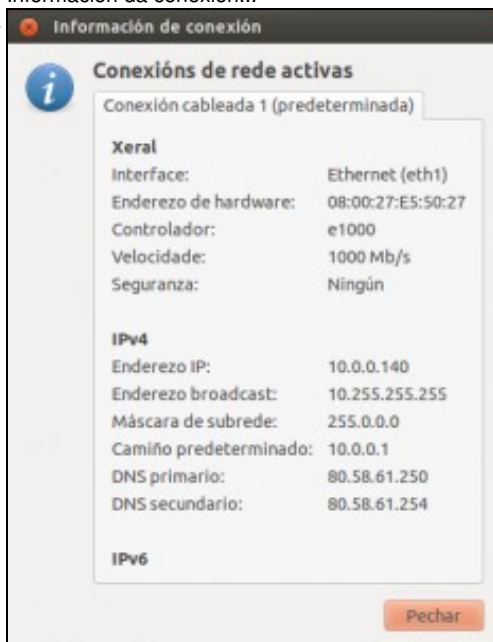 Información da conexión...
Información de conexión
Conexións de rede activas
Conexión cableada 1 (predeterminada)
Xeral
Interface: Ethernet (eth1)
Enderezo de hardware: 08:00:27:E5:50:27
Controlador: e1000
Velocidade: 1000 Mb/s
Seguranza: Ningún
IPv4
Enderezo IP: 10.0.0.140
Enderezo broadcast: 10.255.255.255
Máscara de subrede: 255.0.0.0
Camiño predeterminado: 10.0.0.1
DNS primario: 80.58.61.250
DNS secundario: 80.58.61.254
IPv6
Pechar